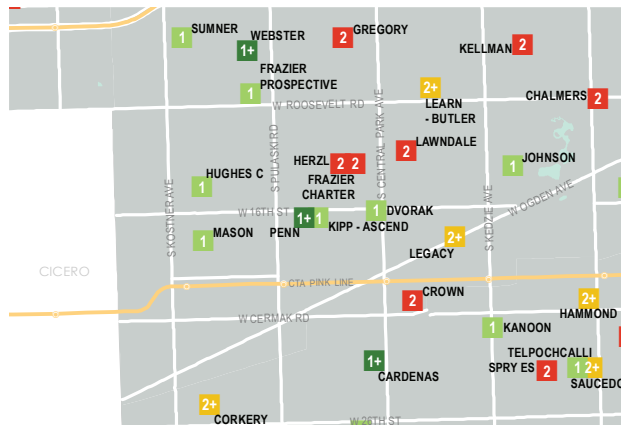 1 SUMNER
1+ WEBSTER
2 GREGORY
KELLMAN 2
FRAZIER
PROSPECTIVE
1
W ROOSEVELT RD
2+
LEARN
- BUTLER
CHALMERS 2
S PULASKI RD
S CENTRAL PARK AVE
2 LAWNDALE
HERZL 2 2
FRAZIER
CHARTER
HUGHES C
1
1 JOHNSON
S KOSTNER AVE
S KEDZIE AVE
W OGDEN AVE
W 16TH ST
PENN 1+ 1 KIPP - ASCEND
1 DVORAK
1 MASON
LEGACY 2+
CICERO
CTA PINK LINE
2 CROWN
2+
HAMMOND
W CERMAK RD
1 KANOON
TELPOCHCALLI
SPRY ES 2
1 2+
SAUCEDO
1+
CARDENAS
2+
CORKERY
W 26TH ST